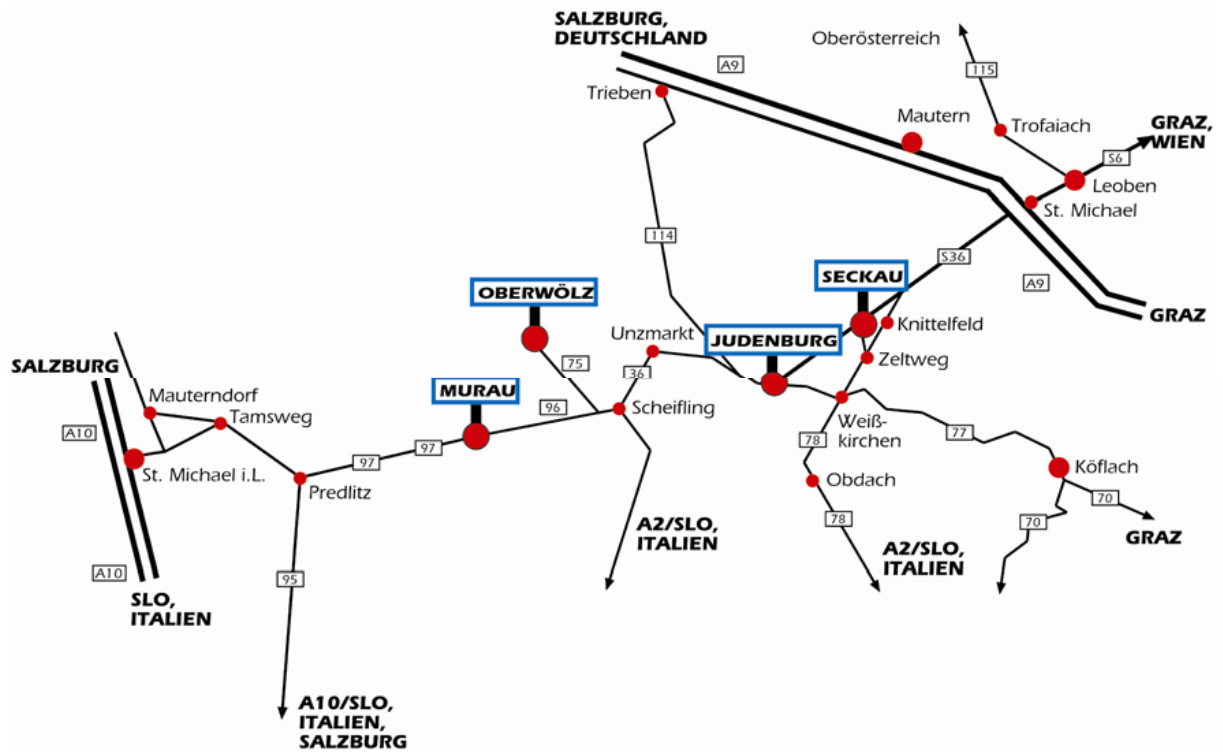 SALZBURG,
DEUTSCHLAND
Oberösterreich
A9
115
Trieben
Mautern
Trofaiach
GRAZ,
WIEN
S6
Leoben
St. Michael
114
S36
SECKAU
A9
OBERWÖLZ
Knittelfeld
GRAZ
Unzmarkt
JUDENBURG
Zeltweg
SALZBURG
75
36
MURAU
Mauterndorf
96
Scheifling
Tamsweg
Weiß-
kirchen
A10
77
78
97
97
St. Michael i.L.
Köflach
Predlitz
Obdach
70
A2/SLO,
ITALIEN
78
70
GRAZ
A2/SLO,
ITALIEN
A10
95
SLO,
ITALIEN
A10/SLO,
ITALIEN,
SALZBURG